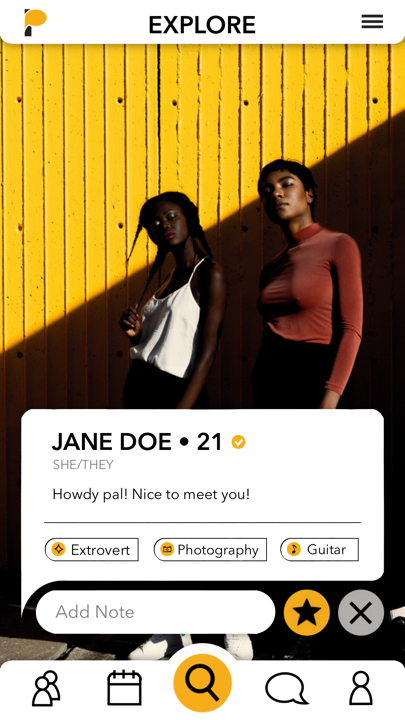 EXPLORE
JANE DOE • 21
SHE/THEY
Howdy pal! Nice to meet you!
Extrovert Photography Guitar
Add Note